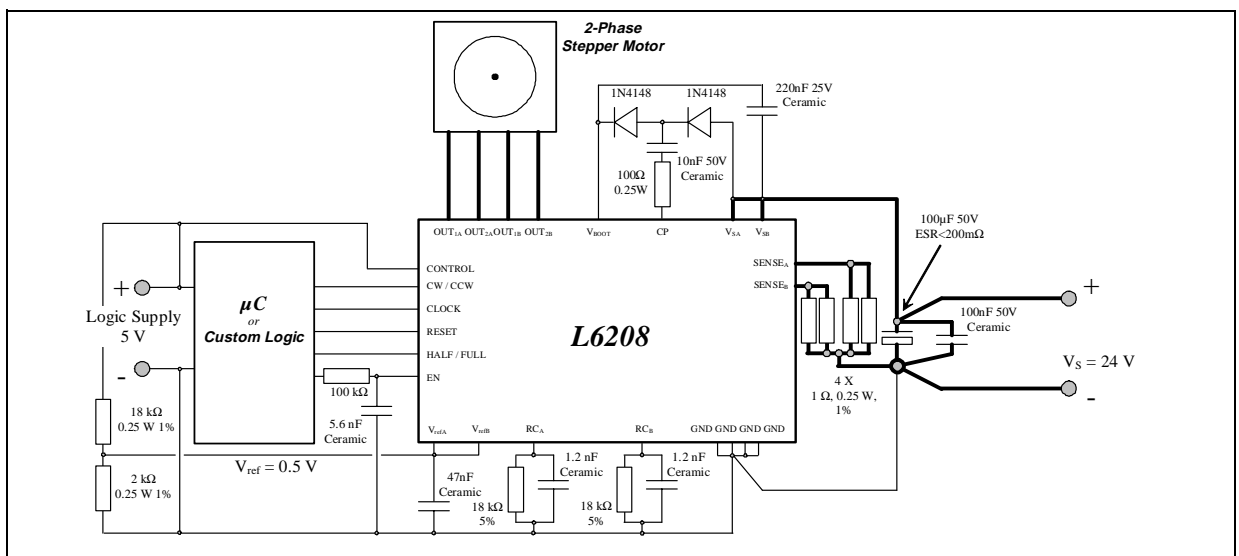 2-Phase
Stepper Motor
1N4148
1N4148
220nF 25V
Ceramic
10nF 50V
Ceramic
100Ω
0.25W
100µF 50V
ESR<200mΩ
OUT1A OUT2A OUT1B OUT2B
VBOOT
CP
VSA
VSB
CONTROL
CW / CCW
CLOCK
RESET
HALF / FULL
EN
SENSEA
SENSEB
+
Logic Supply
5 V
-
µC
or
Custom Logic
L6208
100nF 50V
Ceramic
+
VS = 24 V
-
4 X
1 Ω, 0.25 W,
1%
100 kΩ
5.6 nF
Ceramic
18 kΩ
0.25 W 1%
2 kΩ
0.25 W 1%
Vref = 0.5 V
VrefA
VrefB
RCA
RCB
GND GND GND GND
47nF
Ceramic
1.2 nF
Ceramic
18 kΩ
5%
1.2 nF
Ceramic
18 kΩ
5%